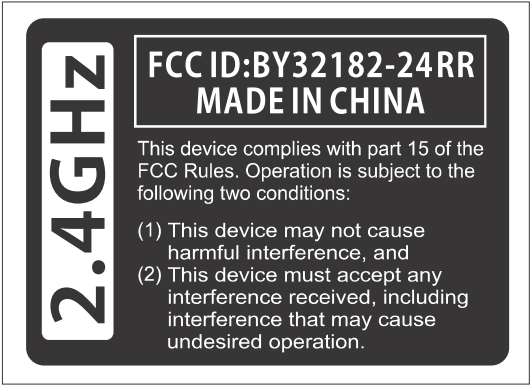 2.4GHz
FCC ID:BY32182-24RR
MADE IN CHINA
This device complies with part 15 of the
FCC Rules. Operation is subject to the
following two conditions:
(1) This device may not cause
harmful interference, and
(2) This device must accept any
interference received, including
interference that may cause
undesired operation.